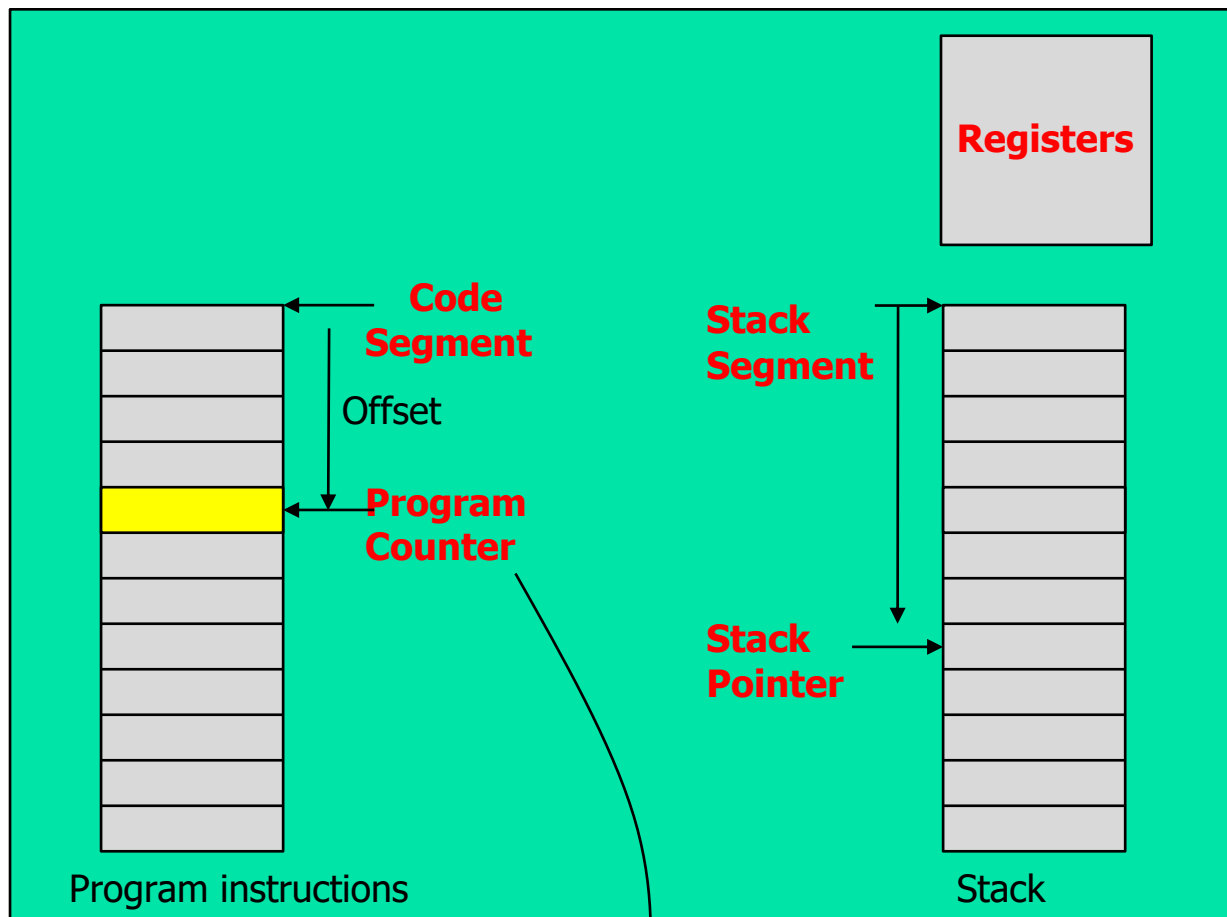 Registers
Code
Segment
Stack
Segment
Offset
Program
Counter
Stack
Pointer
Program instructions
Stack